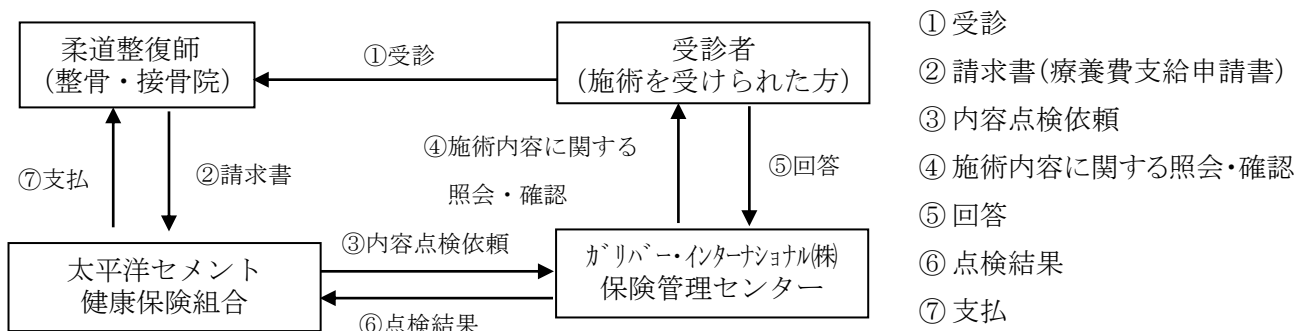 柔道整復師
(整骨・接骨院)
①受診
受診者
(施術を受けられた方)
⑦支払
②請求書
④施術内容に関する
照会・確認
⑤回答
太平洋セメント
健康保険組合
③内容点検依頼
⑥点検結果
ガリバー・インターナショナル㈱
保険管理センター
① 受診
② 請求書(療養費支給申請書)
③ 内容点検依頼
④ 施術内容に関する照会・確認
⑤ 回答
⑥ 点検結果
⑦ 支払